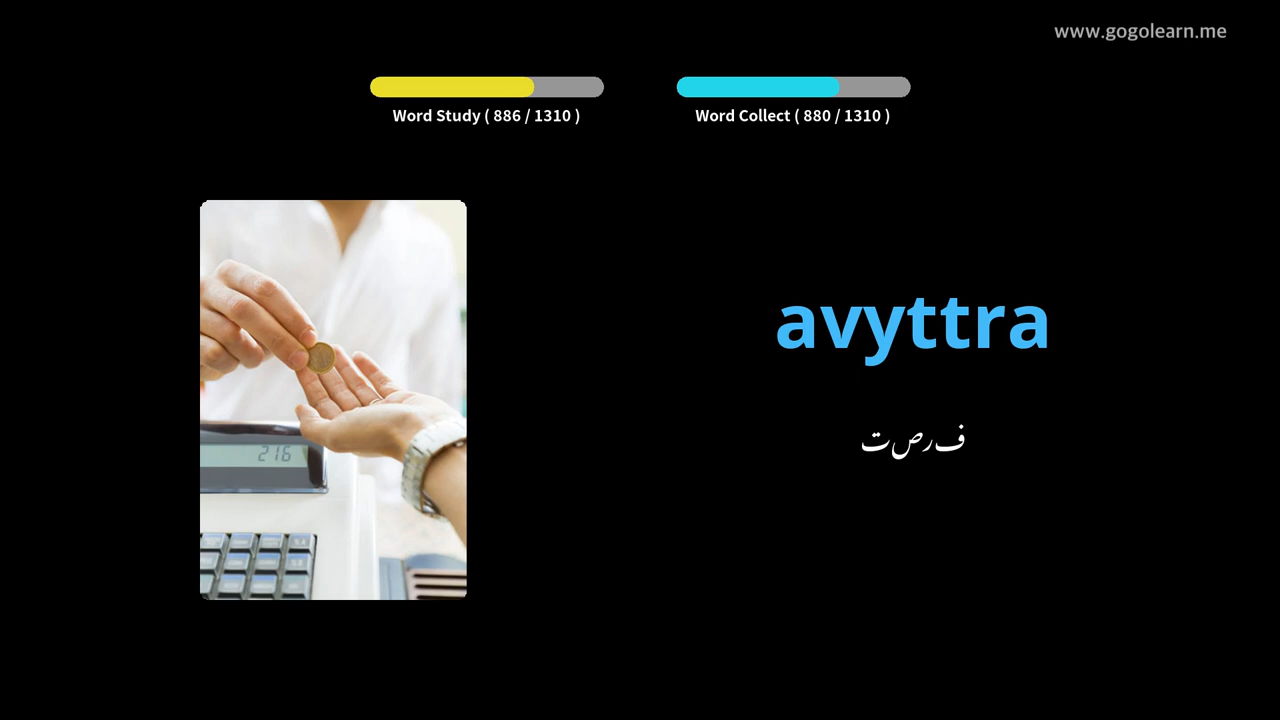 www.gogolearn.me
Word Study ( 886 / 1310 )
Word Collect ( 880 / 1310 )
avyttra
فرصت
216